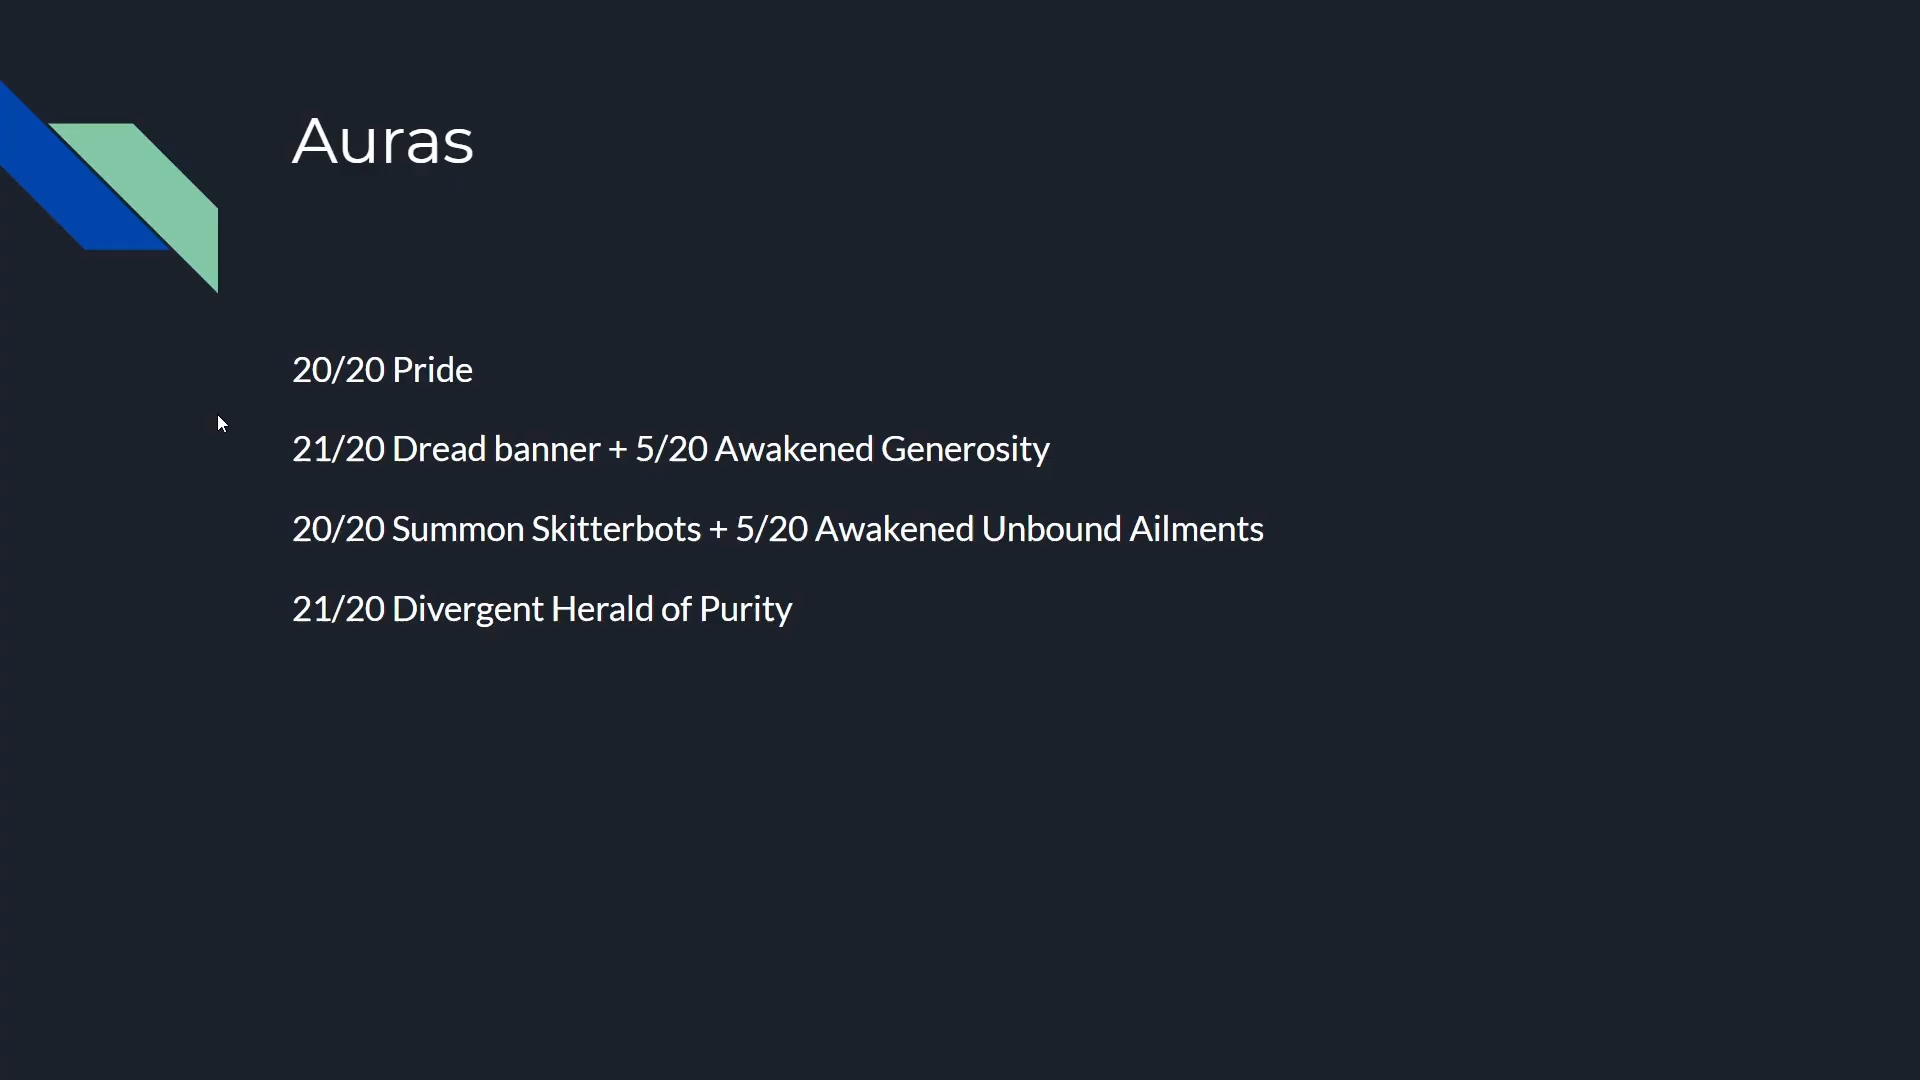 Auras
20/20 Pride
21/20 Dread banner + 5/20 Awakened Generosity
20/20 Summon Skitterbots + 5/20 Awakened Unbound Ailments
21/20 Divergent Herald of Purity